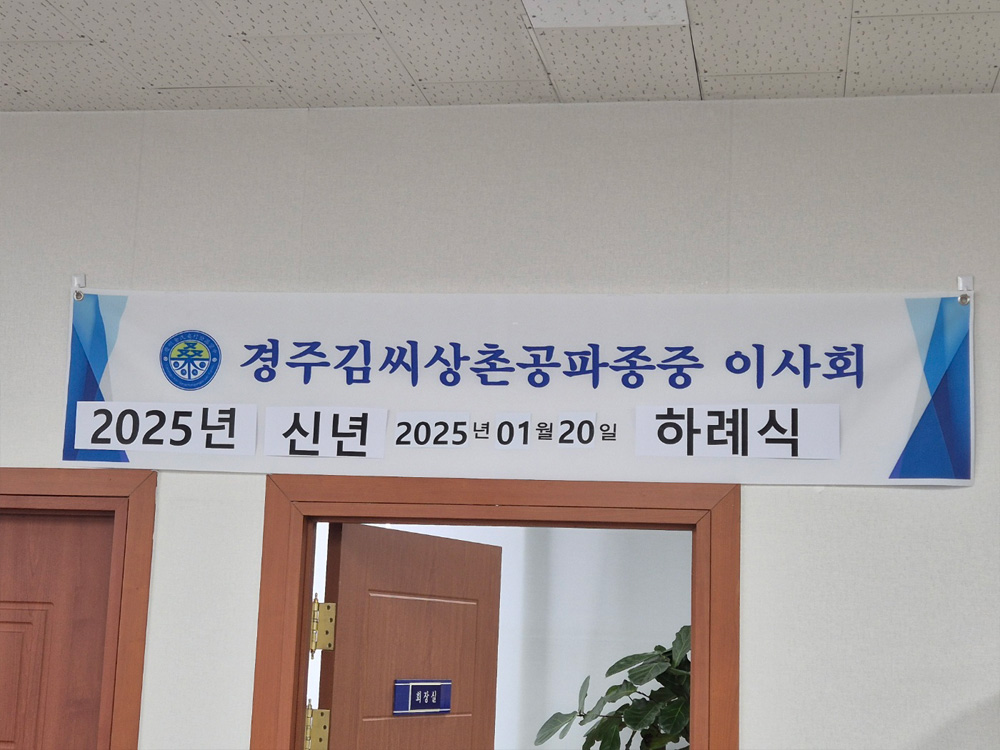 桑
경주김씨상촌공파종중 이사회
2025년 신년 2025년 01월 20일 하례식
회장실